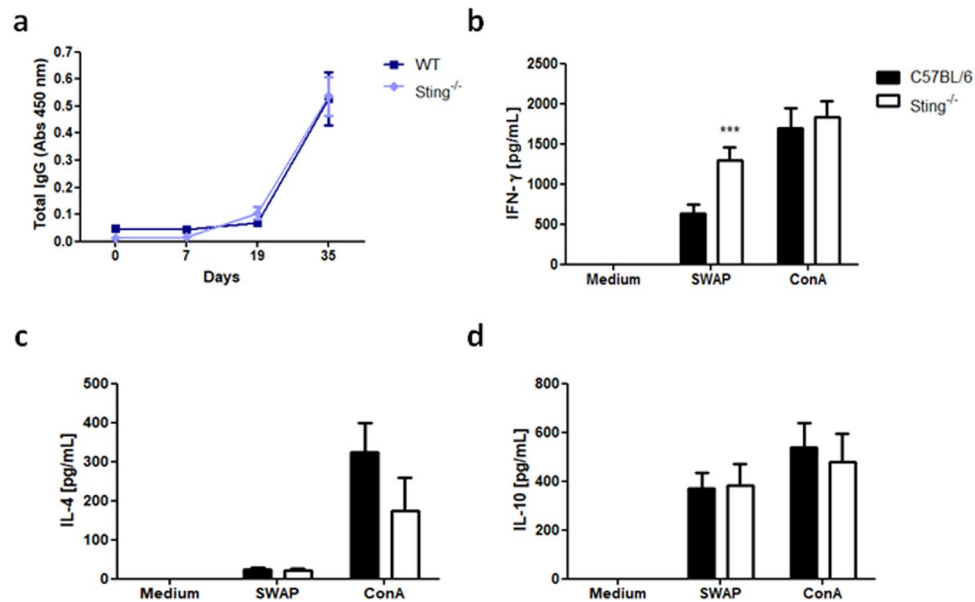 a
b
0.7
0.6
0.5
0.4
0.3
0.2
0.1
0.0
Total IgG (Abs 450 nm)
0 7 19 35
Days
WT
Sting-/-
2500
2000
1500
1000
500
0
IFN- γ [pg/mL]
***
Medium SWAP ConA
C57BL/6
Sting-/-
c
d
500
400
300
200
100
0
IL-4 [pg/mL]
Medium SWAP ConA
800
600
400
200
0
IL-10 [pg/mL]
Medium SWAP ConA